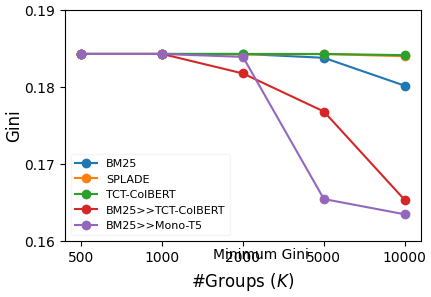 0.19
0.18
0.17
0.16
Gini
BM25
SPLADE
TCT-ColBERT
BM25>>TCT-ColBERT
BM25>>Mono-T5
Minimum Gini
500 1000 2000 5000 10000
#Groups (K)